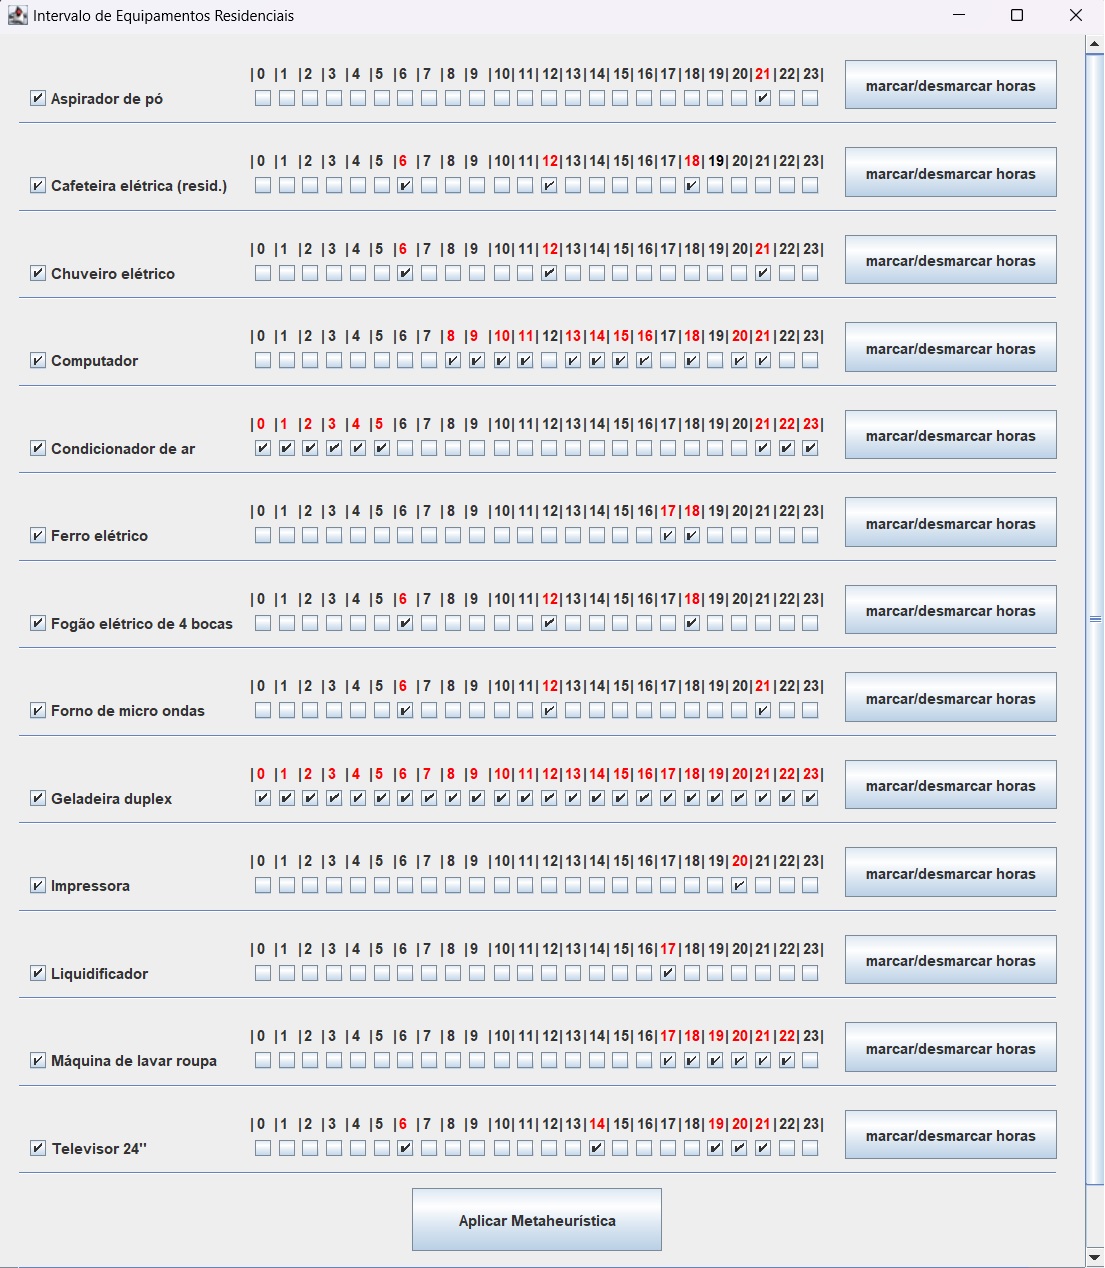 Intervalo de Equipamentos Residenciais
|0 |1 |2 |3 |4 |5 |6 |7 |8 |9 |10|11|12|13|14|15|16|17|18|19|20|21|22|23|
Aspirador de pó
marcar/desmarcar horas
|0 |1 |2 |3 |4 |5 |6 |7 |8 |9 |10|11|12|13|14|15|16|17|18|19|20|21|22|23|
Cafeteira elétrica (resid.)
marcar/desmarcar horas
|0 |1 |2 |3 |4 |5 |6 |7 |8 |9 |10|11|12|13|14|15|16|17|18|19|20|21|22|23|
Chuveiro elétrico
marcar/desmarcar horas
|0 |1 |2 |3 |4 |5 |6 |7 |8 |9 |10|11|12|13|14|15|16|17|18|19|20|21|22|23|
Computador
marcar/desmarcar horas
|0 |1 |2 |3 |4 |5 |6 |7 |8 |9 |10|11|12|13|14|15|16|17|18|19|20|21|22|23|
Condicionador de ar
marcar/desmarcar horas
|0 |1 |2 |3 |4 |5 |6 |7 |8 |9 |10|11|12|13|14|15|16|17|18|19|20|21|22|23|
Ferro elétrico
marcar/desmarcar horas
|0 |1 |2 |3 |4 |5 |6 |7 |8 |9 |10|11|12|13|14|15|16|17|18|19|20|21|22|23|
Fogão elétrico de 4 bocas
marcar/desmarcar horas
|0 |1 |2 |3 |4 |5 |6 |7 |8 |9 |10|11|12|13|14|15|16|17|18|19|20|21|22|23|
Forno de micro ondas
marcar/desmarcar horas
|0 |1 |2 |3 |4 |5 |6 |7 |8 |9 |10|11|12|13|14|15|16|17|18|19|20|21|22|23|
Geladeira duplex
marcar/desmarcar horas
|0 |1 |2 |3 |4 |5 |6 |7 |8 |9 |10|11|12|13|14|15|16|17|18|19|20|21|22|23|
Impressora
marcar/desmarcar horas
|0 |1 |2 |3 |4 |5 |6 |7 |8 |9 |10|11|12|13|14|15|16|17|18|19|20|21|22|23|
Liquidificador
marcar/desmarcar horas
|0 |1 |2 |3 |4 |5 |6 |7 |8 |9 |10|11|12|13|14|15|16|17|18|19|20|21|22|23|
Máquina de lavar roupa
marcar/desmarcar horas
|0 |1 |2 |3 |4 |5 |6 |7 |8 |9 |10|11|12|13|14|15|16|17|18|19|20|21|22|23|
Televisor 24''
marcar/desmarcar horas
Aplicar Metaheurística